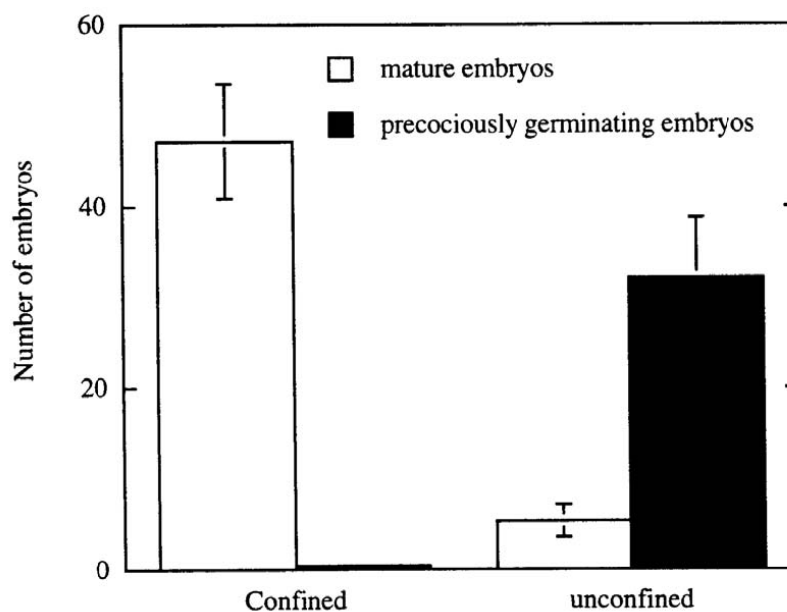 60
mature embryos
precociously germinating embryos
40
Number of embryos
20
0
Confined
unconfined